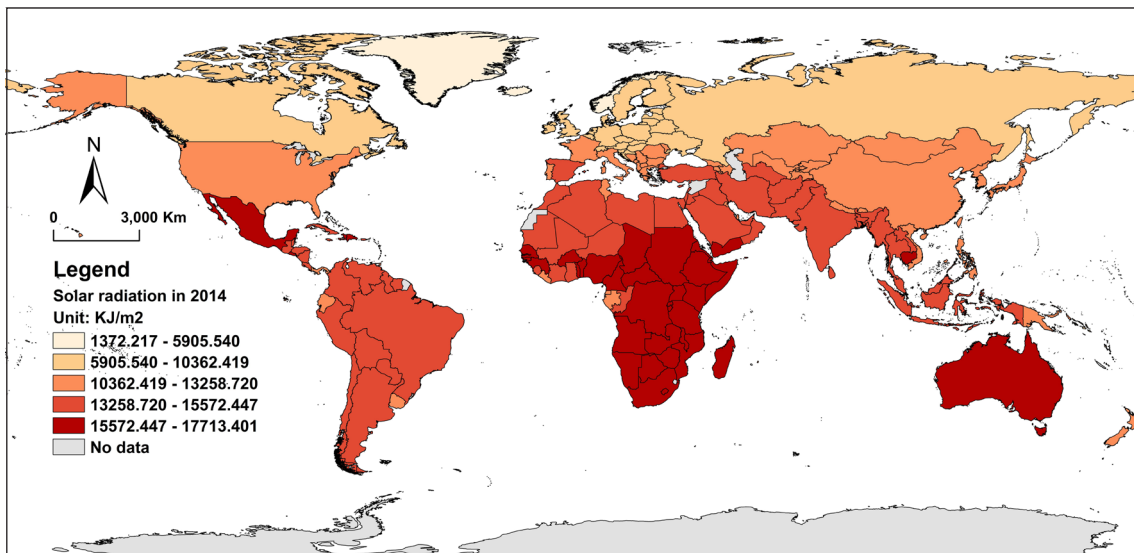 N
0 3,000 Km
Legend
Solar radiation in 2014
Unit: KJ/m2
1372.217 - 5905.540
5905.540 - 10362.419
10362.419 - 13258.720
13258.720 - 15572.447
15572.447 - 17713.401
No data